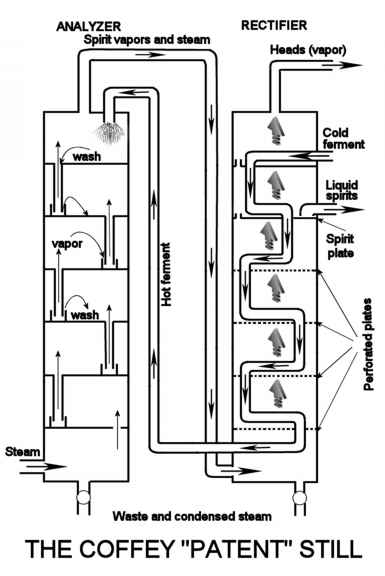 ANALYZER
RECTIFIER
Spirit vapors and steam
Heads (vapor)
Cold
ferment
wash
Liquid
spirits
vapor
Spirit
plate
Hot ferment
wash
Perforated plates
Steam
Waste and condensed steam
THE COFFEY "PATENT" STILL